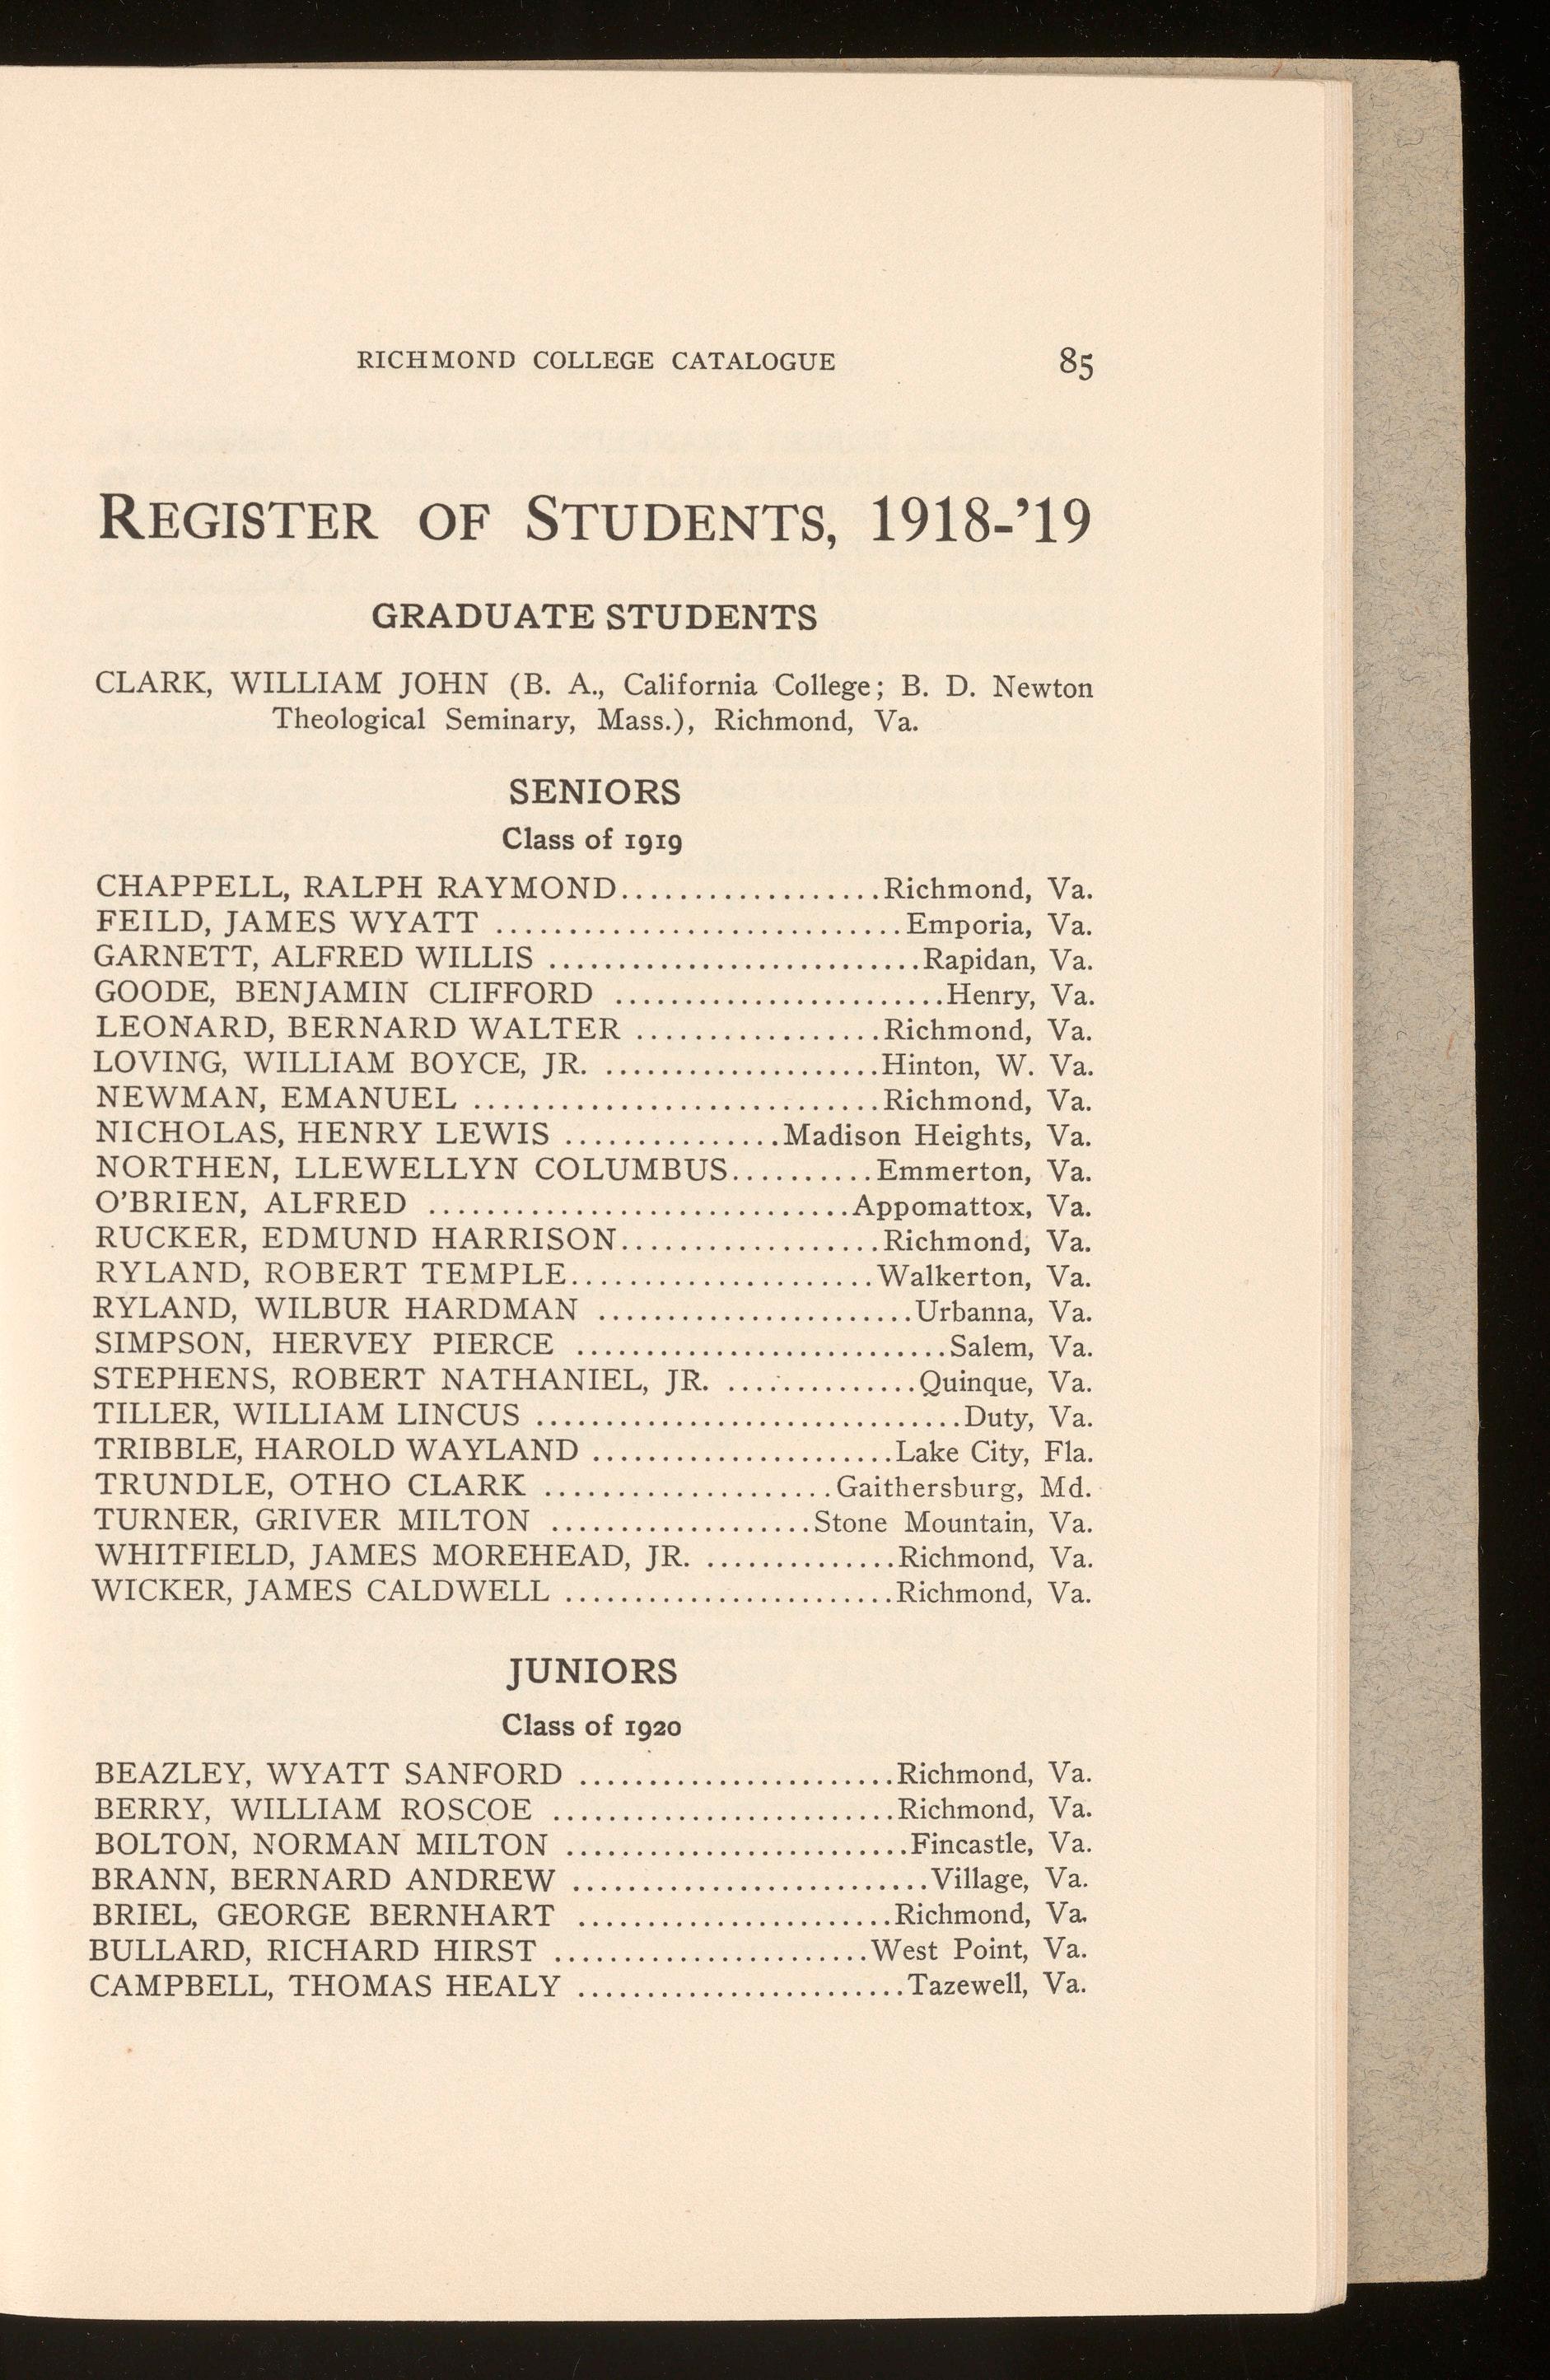 RICHMOND COLLEGE CATALOGUE 85
REGISTER OF STUDENTS, 1918-'19
GRADUATE STUDENTS
CLARK, WILLIAM JOHN (B. A., California College; B. D. Newton
Theological Seminary, Mass.), Richmond, Va.
SENIORS
Class of 1919
CHAPPELL, RALPH RAYMOND..................Richmond, Va.
FEILD, JAMES WYATT ............................Emporia, Va.
GARNETT, ALFRED WILLIS ..........................Rapidan, Va.
GOODE, BENJAMIN CLIFFORD .......................Henry, Va.
LEONARD, BERNARD WALTER .................Richmond, Va.
LOVING, WILLIAM BOYCE, JR. ...................Hinton, W. Va.
NEWMAN, EMANUEL ............................Richmond, Va.
NICHOLAS, HENRY LEWIS ...............Madison Heights, Va.
NORTHEN, LLEWELLYN COLUMBUS..........Emmerton, Va.
O'BRIEN, ALFRED .............................Appomattox, Va.
RUCKER, EDMUND HARRISON..................Richmond, Va.
RYLAND, ROBERT TEMPLE.....................Walkerton, Va.
RYLAND, WILBUR HARDMAN ......................Urbanna, Va.
SIMPSON, HERVEY PIERCE ..........................Salem, Va.
STEPHENS, ROBERT NATHANIEL, JR. .............Quinque, Va.
TILLER, WILLIAM LINCUS ..............................Duty, Va.
TRIBBLE, HAROLD WAYLAND .....................Lake City, Fla.
TRUNDLE, OTHO CLARK ....................Gaithersburg, Md.
TURNER, GRIVER MILTON ..................Stone Mountain, Va.
WHITFIELD, JAMES MOREHEAD, JR. .............Richmond, Va.
WICKER, JAMES CALDWELL .......................Richmond, Va.
JUNIORS
Class of 1920
BEAZLEY, WYATT SANFORD ......................Richmond, Va.
BERRY, WILLIAM ROSCOE ........................Richmond, Va.
BOLTON, NORMAN MILTON ........................Fincastle, Va.
BRANN, BERNARD ANDREW .........................Village, Va.
BRIEL, GEORGE BERNHART ......................Richmond, Va.
BULLARD, RICHARD HIRST ......................West Point, Va.
CAMPBELL, THOMAS HEALY .......................Tazewell, Va.